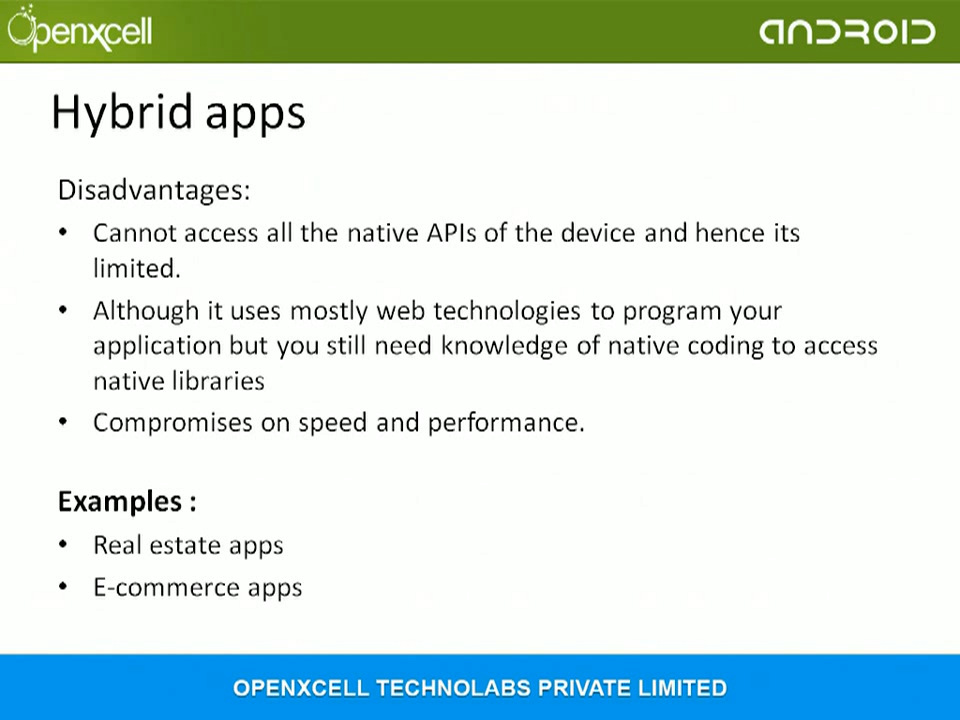 Openxcell
ANDROID
Hybrid apps
Disadvantages:
• Cannot access all the native APIs of the device and hence its
limited.
• Although it uses mostly web technologies to program your
application but you still need knowledge of native coding to access
native libraries
• Compromises on speed and performance.
Examples :
• Real estate apps
• E-commerce apps
OPENXCELL TECHNOLABS PRIVATE LIMITED